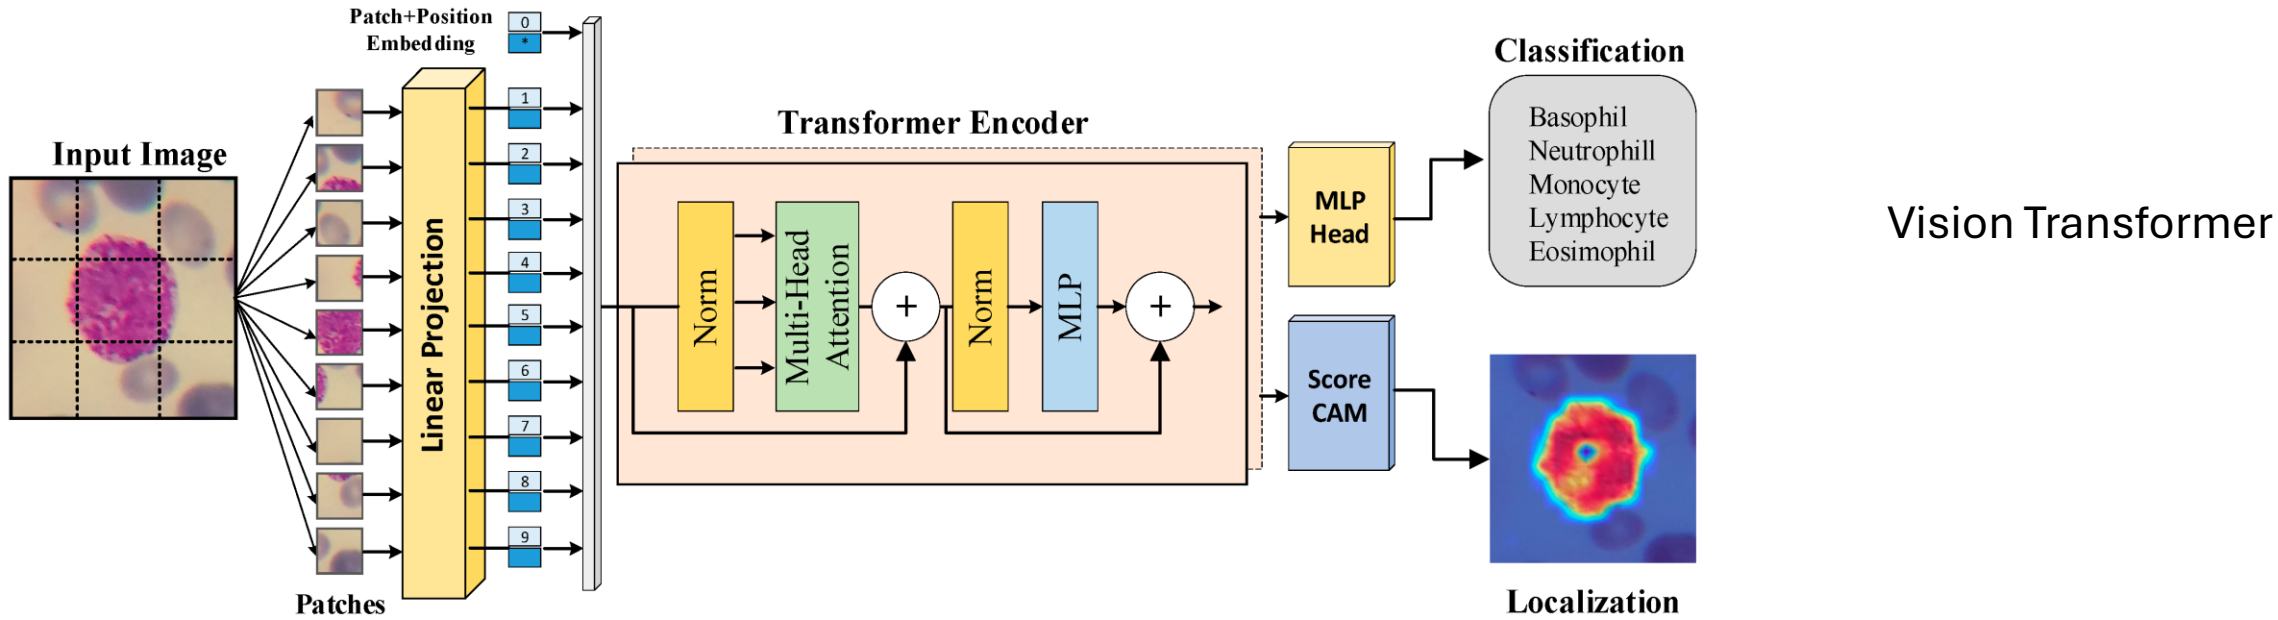 Patch+Position
Embedding
0
*
1
2
3
4
5
6
7
8
9
Input Image
Patches
Linear Projection
Transformer Encoder
Norm
Multi-Head
Attention
+
Norm
MLP
+
MLP
Head
Score
CAM
Classification
Basophil
Neutrophill
Monocyte
Lymphocyte
Eosimophil
Localization
Vision Transformer